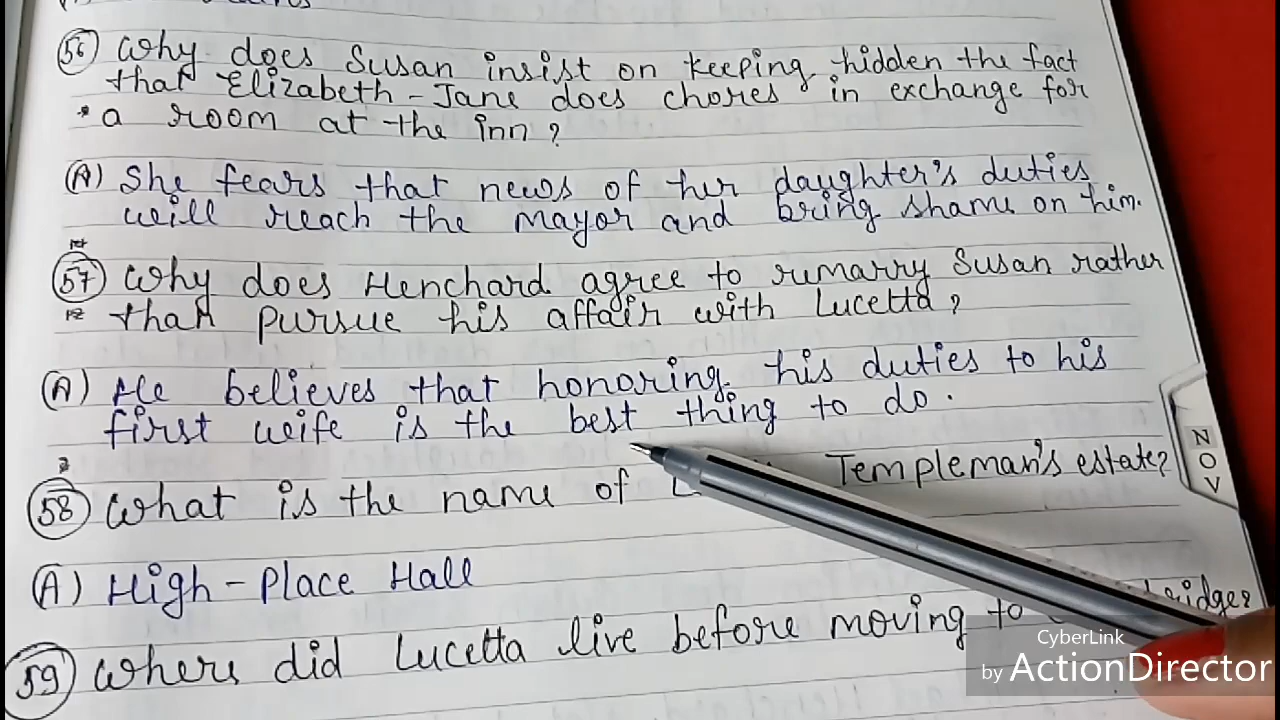 56 Why does Susan insist on keeping hidden the fact
that Elizabeth-Jane does chores in exchange for
a room at the inn?
(A) She fears that news of her daughter's duties
will reach the mayor and bring shame on him.
57 Why does Henchard agree to remarry Susan rather
than pursue his affair with Lucetta?
(A) He believes that honoring his duties to his
first wife is the best thing to do.
58 What is the name of Templeman's estate?
(A) High-Place Hall
59 Where did Lucetta live before moving to
NOV
CyberLink
by ActionDirector